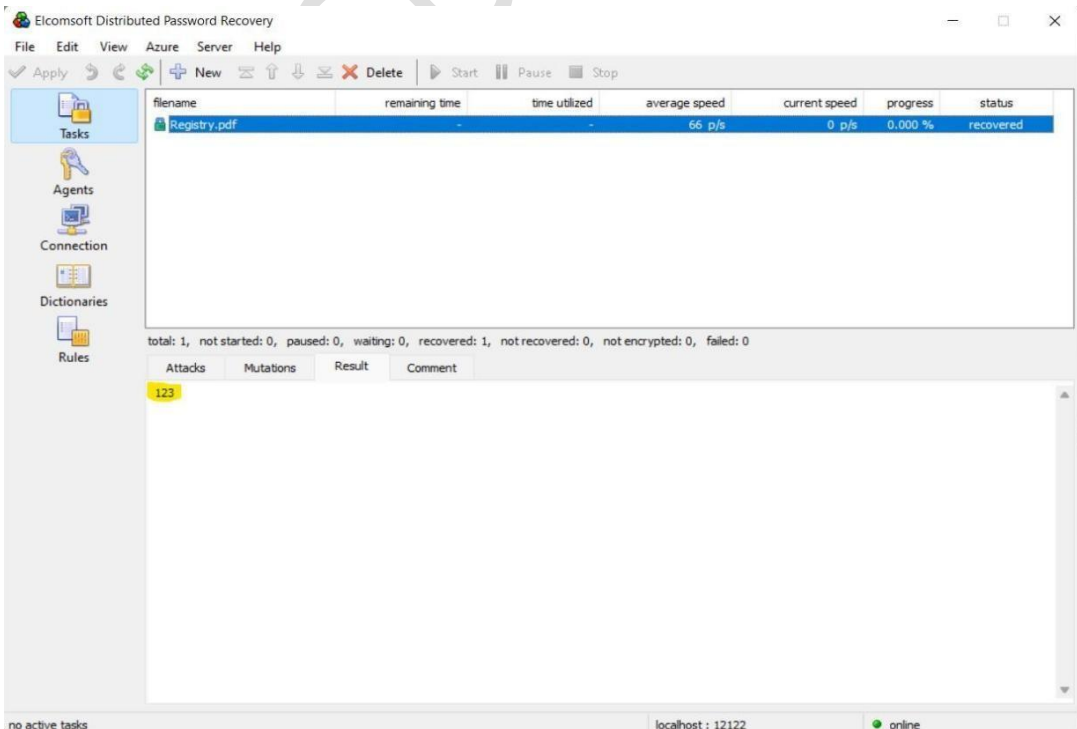 Elcomsoft Distributed Password Recovery
File Edit View Azure Server Help
Apply New Delete Start Pause Stop
Tasks
Agents
Connection
Dictionaries
Rules
filename remaining time time utilized average speed current speed progress status
Registry.pdf - - 66 p/s 0 p/s 0.000 % recovered
total: 1, not started: 0, paused: 0, waiting: 0, recovered: 1, not recovered: 0, not encrypted: 0, failed: 0
Attacks Mutations Result Comment
123
no active tasks localhost : 12122 online